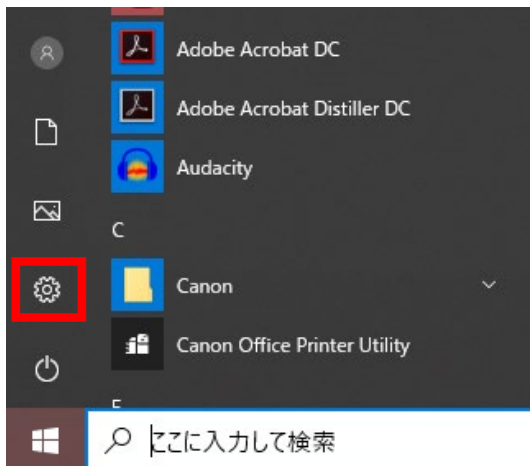 Adobe Acrobat DC
Adobe Acrobat Distiller DC
Audacity
C
Canon
Canon Office Printer Utility
ここに入力して検索